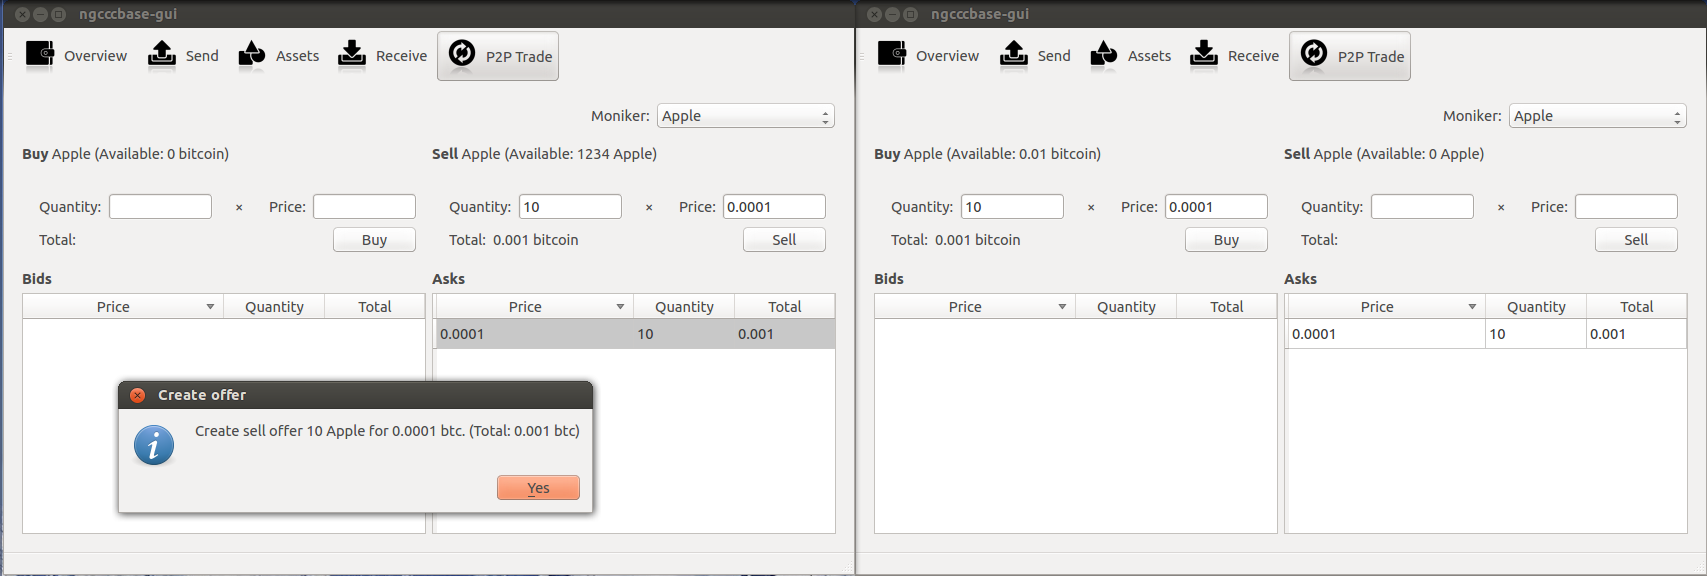 ngcccbase-gui
Overview Send Assets Receive P2P Trade
Moniker: Apple
Buy Apple (Available: 0 bitcoin) Sell Apple (Available: 1234 Apple)
Quantity: × Price: Quantity: 10 × Price: 0.0001
Total: Buy Total: 0.001 bitcoin Sell
Bids Asks
Price Quantity Total Price Quantity Total
0.0001 10 0.001
Create offer
Create sell offer 10 Apple for 0.0001 btc. (Total: 0.001 btc)
Yes
ngcccbase-gui
Overview Send Assets Receive P2P Trade
Moniker: Apple
Buy Apple (Available: 0.01 bitcoin) Sell Apple (Available: 0 Apple)
Quantity: 10 × Price: 0.0001 Quantity: × Price:
Total: 0.001 bitcoin Buy Total: Sell
Bids Asks
Price Quantity Total Price Quantity Total
0.0001 10 0.001